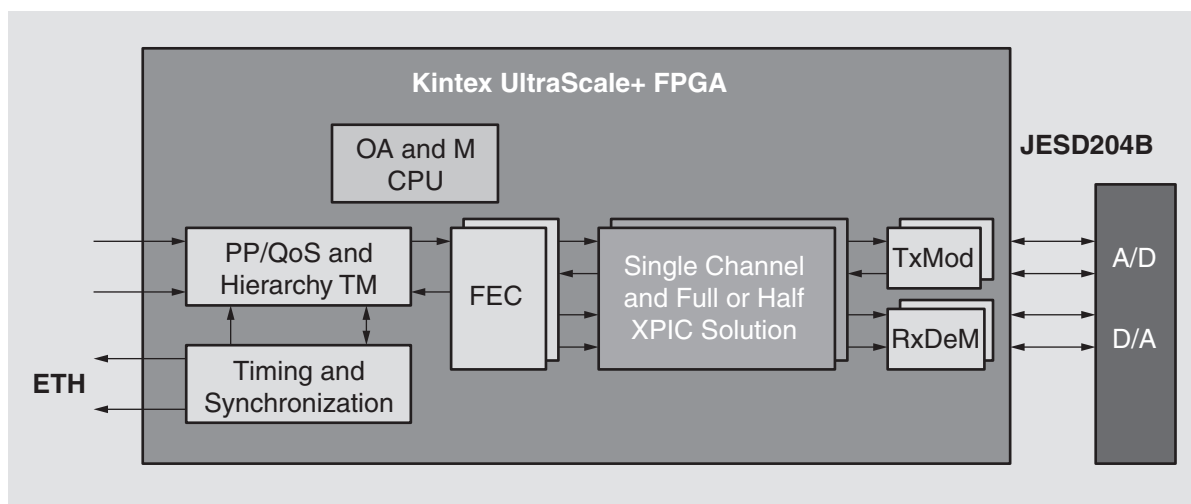 Kintex UltraScale+ FPGA
OA and M
CPU
JESD204B
PP/QoS and
Hierarchy TM
FEC
Single Channel
and Full or Half
XPIC Solution
TxMod
RxDeM
A/D
D/A
ETH
Timing and
Synchronization